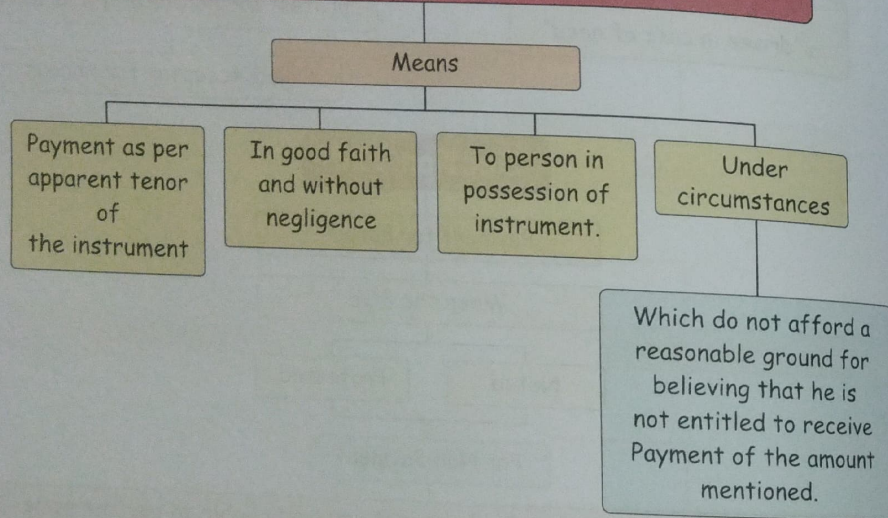 Means
Payment as per
apparent tenor
of
the instrument
In good faith
and without
negligence
To person in
possession of
instrument.
Under
circumstances
Which do not afford a
reasonable ground for
believing that he is
not entitled to receive
Payment of the amount
mentioned.